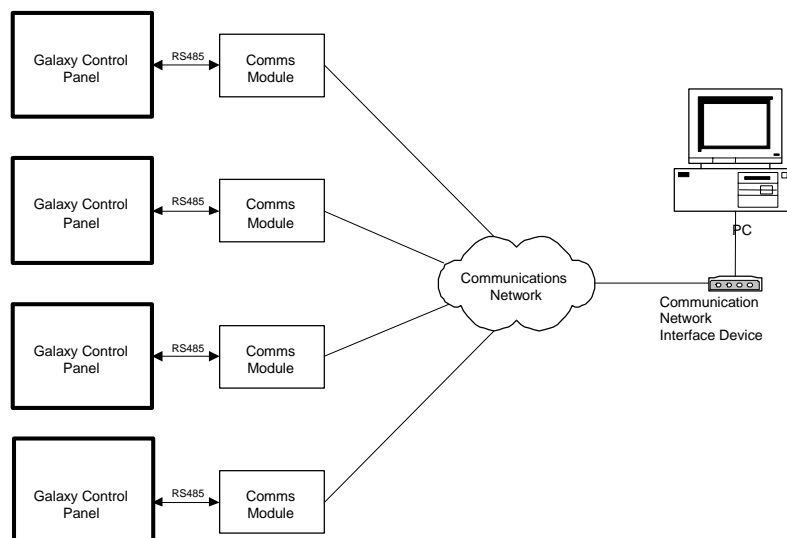 Galaxy Control
Panel
RS485
Comms
Module
Galaxy Control
Panel
RS485
Comms
Module
PC
Communications
Network
Communication
Network
Interface Device
Galaxy Control
Panel
RS485
Comms
Module
Galaxy Control
Panel
RS485
Comms
Module